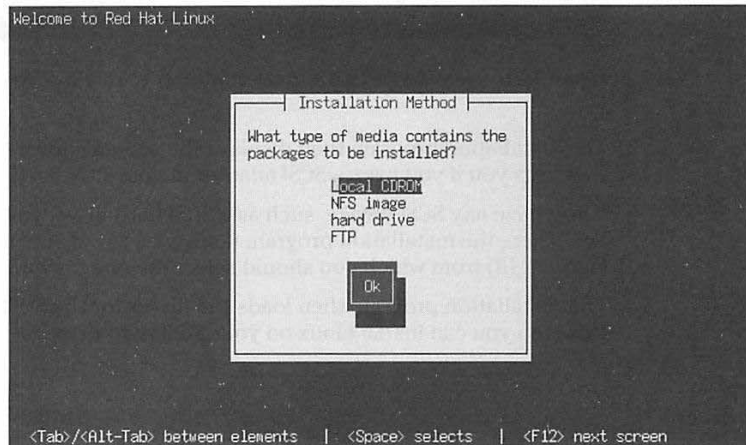 Welcome to Red Hat Linux
Installation Method
What type of media contains the
packages to be installed?
Local CDROM
NFS image
hard drive
FTP
Ok
<Tab>/<Alt-Tab> between elements | <Space> selects | <F12> next screen